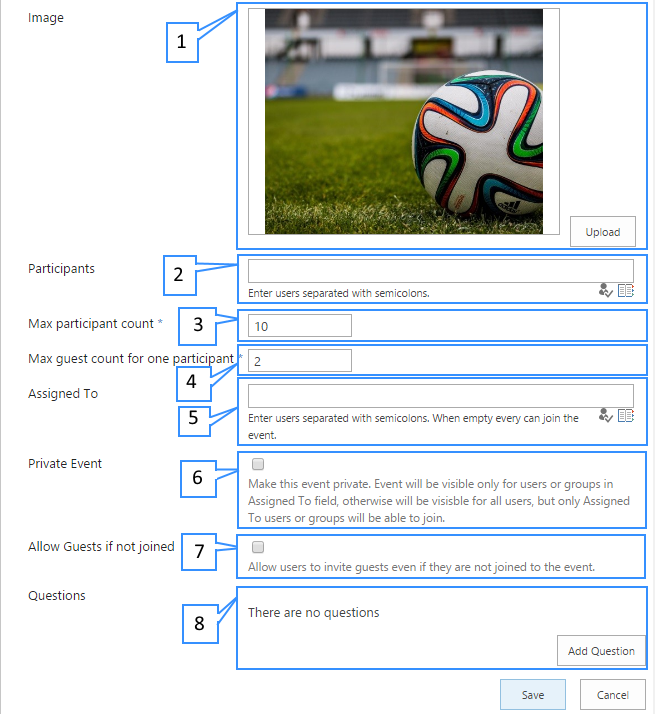 Image
1
adidas
Upload
Participants
2
Enter users separated with semicolons.
Max participant count *
3
10
Max guest count for one participant *
2
4
Assigned To
5
Enter users separated with semicolons. When empty every can join the
event.
Private Event
6
Make this event private. Event will be visible only for users or groups in
Assigned To field, otherwise will be visisble for all users, but only Assigned
To users or groups will be able to join.
Allow Guests if not joined
7
Allow users to invite guests even if they are not joined to the event.
Questions
8
There are no questions
Add Question
Save
Cancel